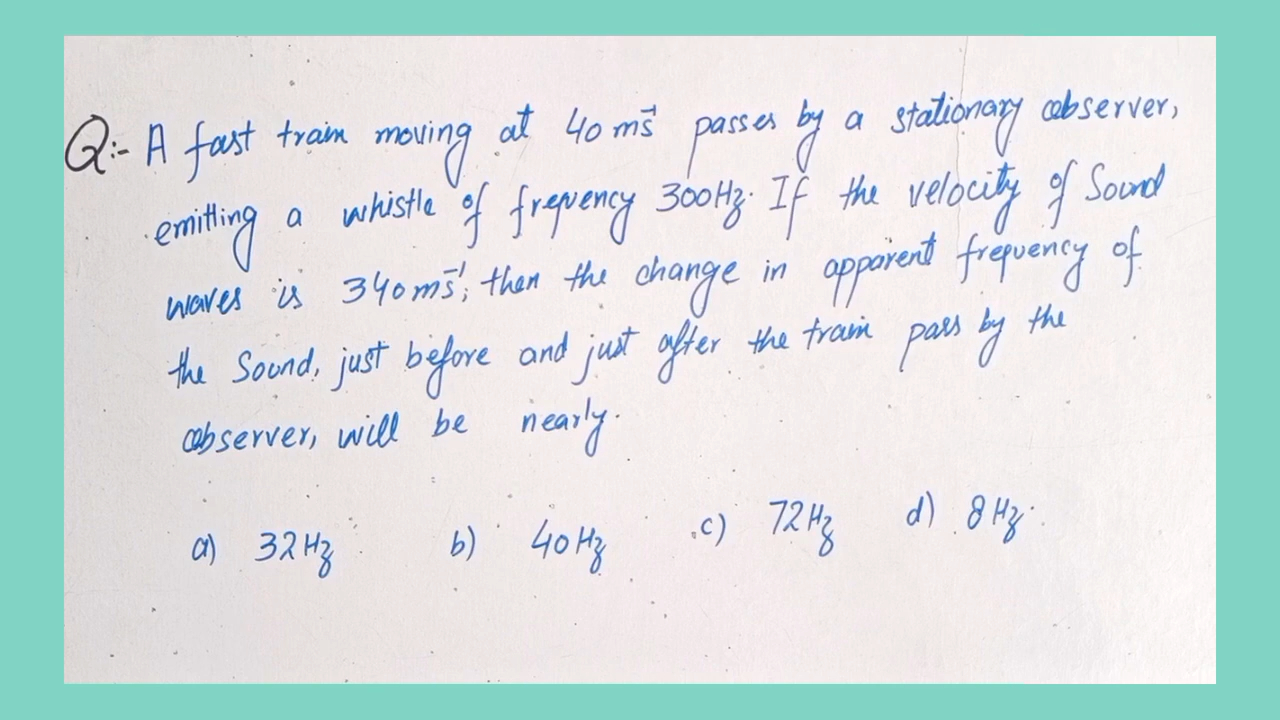 Q:- A fast train moving at 40 ms⁻¹ passes by a stationary observer,
emitting a whistle of frequency 300Hz. If the velocity of Sound
waves is 340 ms⁻¹, then the change in apparent frequency of
the Sound, just before and just after the train pass by the
observer, will be nearly.
a) 32Hz b) 40Hz c) 72Hz d) 8Hz.